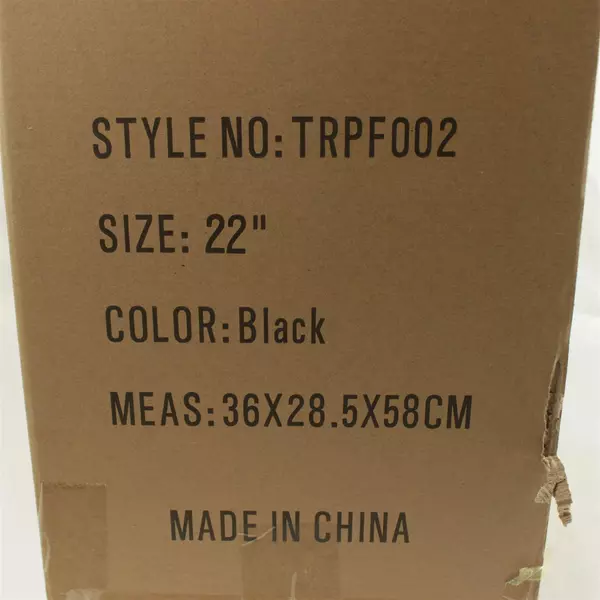 STYLE NO: TRPF002
SIZE: 22"
COLOR: Black
MEAS: 36X28.5X58CM
MADE IN CHINA